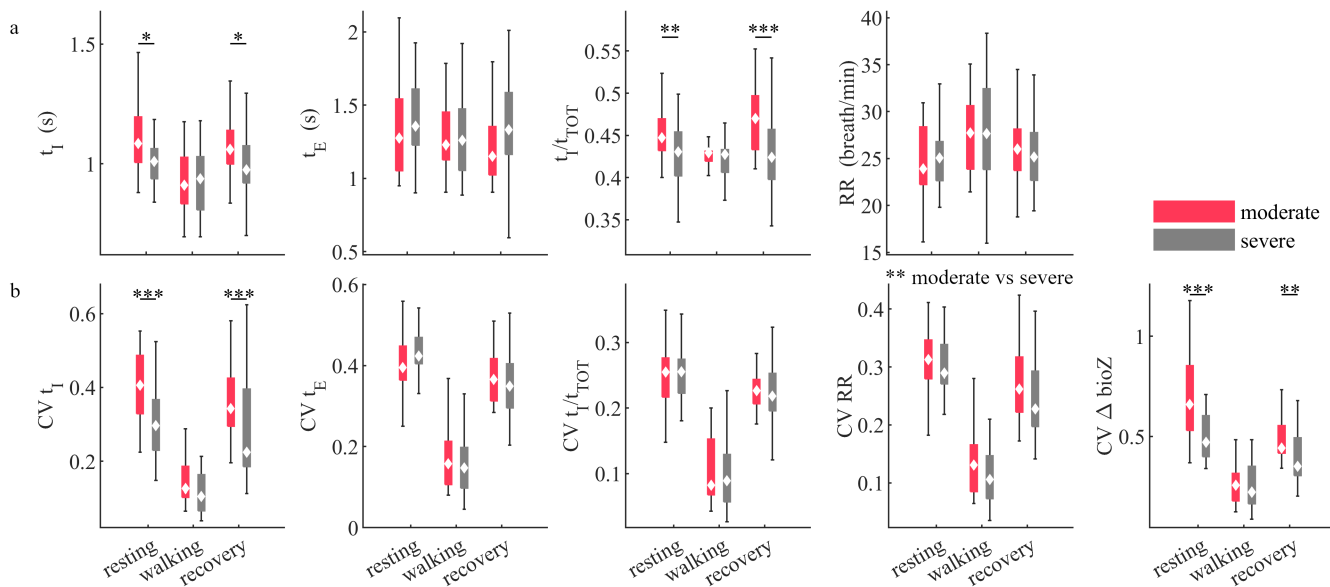 a
t_I (s)
1.5
1
*
*
t_E (s)
2
1.5
1
0.5
t_I/t_TOT
0.55
0.5
0.45
0.4
0.35
**
***
RR (breath/min)
40
35
30
25
20
15
moderate
severe
b
CV t_I
0.6
0.4
0.2
***
***
resting
walking
recovery
CV t_E
0.6
0.4
0.2
0
resting
walking
recovery
CV t_I/t_TOT
0.3
0.2
0.1
resting
walking
recovery
** moderate vs severe
CV RR
0.4
0.3
0.2
0.1
resting
walking
recovery
CV Δ bioZ
1
0.5
***
**
resting
walking
recovery